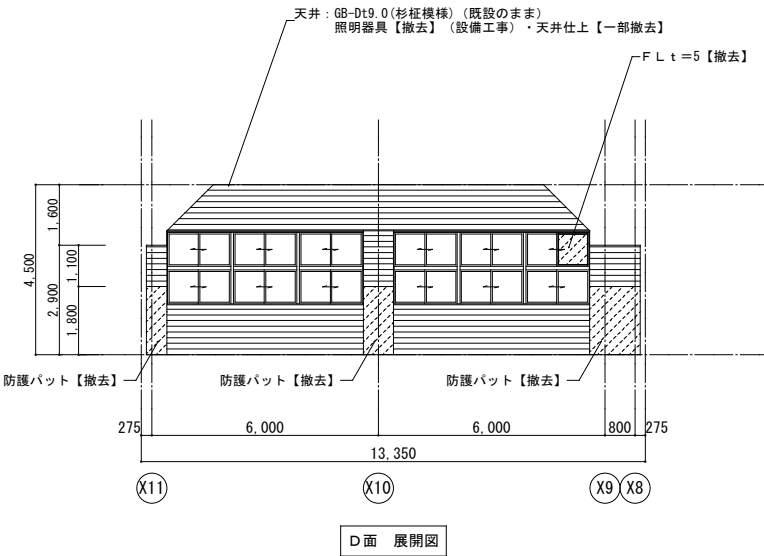 天井：GB-Dt9.0(杉柾模様)（既設のまま）
照明器具【撤去】（設備工事）・天井仕上【一部撤去】
ＦＬｔ＝5【撤去】
1,600
4,500
1,100
2,900
1,800
防護パット【撤去】
防護パット【撤去】
防護パット【撤去】
275
6,000
6,000
800
275
13,350
X11
X10
X9
X8
Ｄ面　展開図